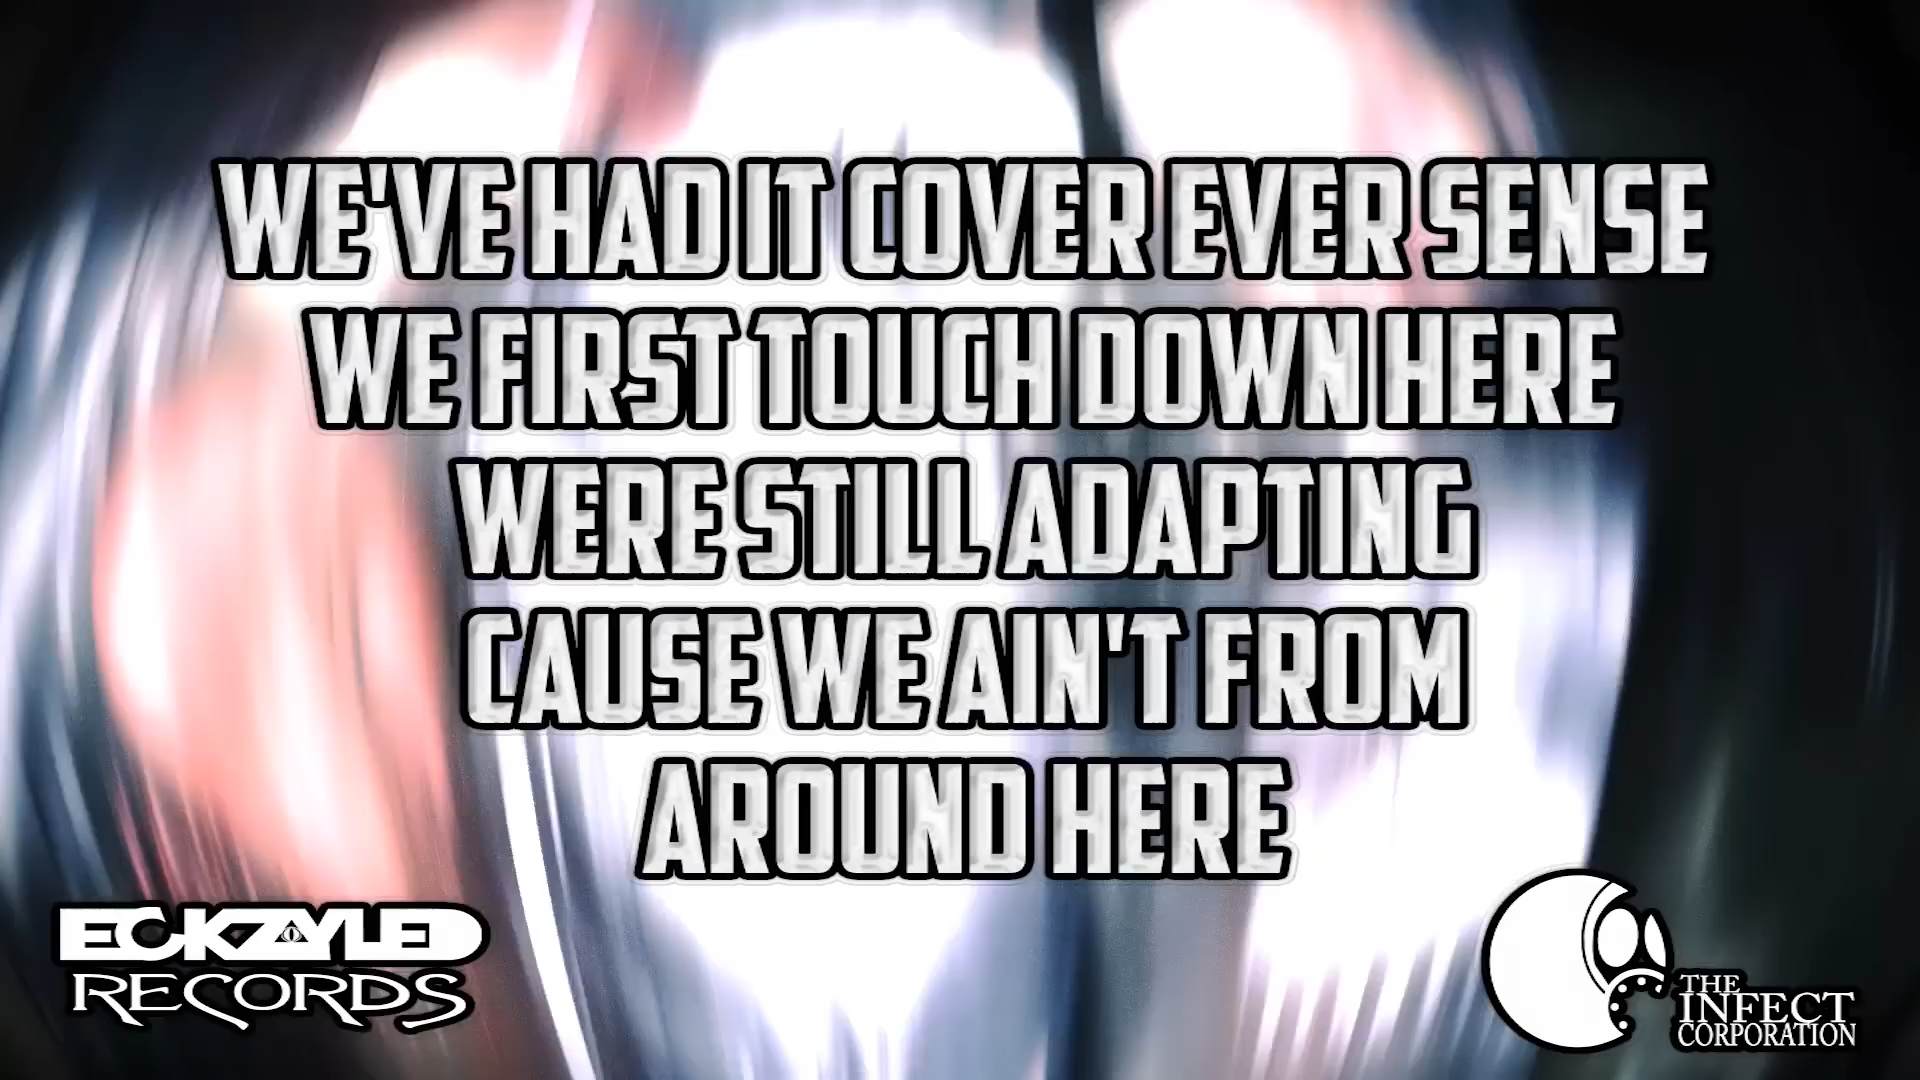 WE'VE HAD IT COVER EVER SENSE
WE FIRST TOUCH DOWN HERE
WERE STILL ADAPTING
CAUSE WE AIN'T FROM
AROUND HERE
ECKZAYLED
RECORDS
THE
INFECT
CORPORATION